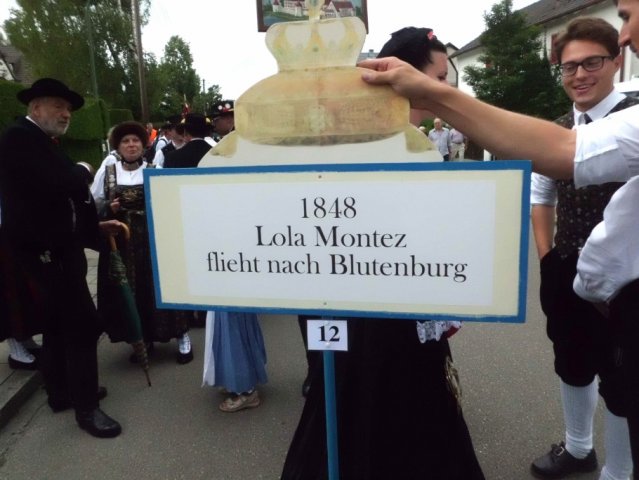 1848
Lola Montez
flieht nach Blutenburg
12